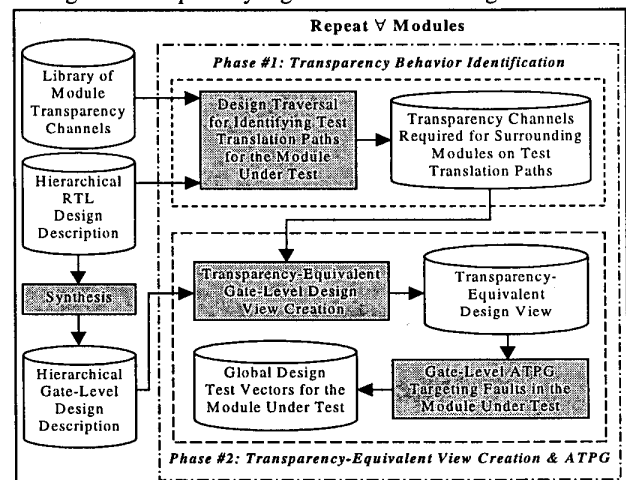 Repeat ∀ Modules
Phase #1: Transparency Behavior Identification
Library of
Module
Transparency
Channels
Design Traversal
for Identifying Test
Translation Paths
for the Module
Under Test
Transparency Channels
Required for Surrounding
Modules on Test
Translation Paths
Hierarchical
RTL
Design
Description
Synthesis
Transparency-Equivalent
Gate-Level Design
View Creation
Transparency-
Equivalent
Design View
Hierarchical
Gate-Level
Design
Description
Global Design
Test Vectors for the
Module Under Test
Gate-Level ATPG
Targeting Faults in the
Module Under Test
Phase #2: Transparency-Equivalent View Creation & ATPG